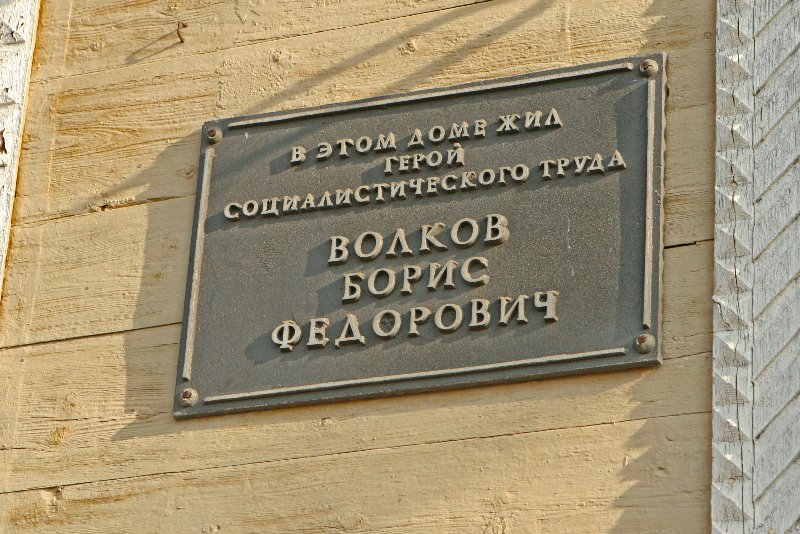 В ЭТОМ ДОМЕ ЖИЛ
ГЕРОЙ
СОЦИАЛИСТИЧЕСКОГО ТРУДА
ВОЛКОВ
БОРИС
ФЕДОРОВИЧ